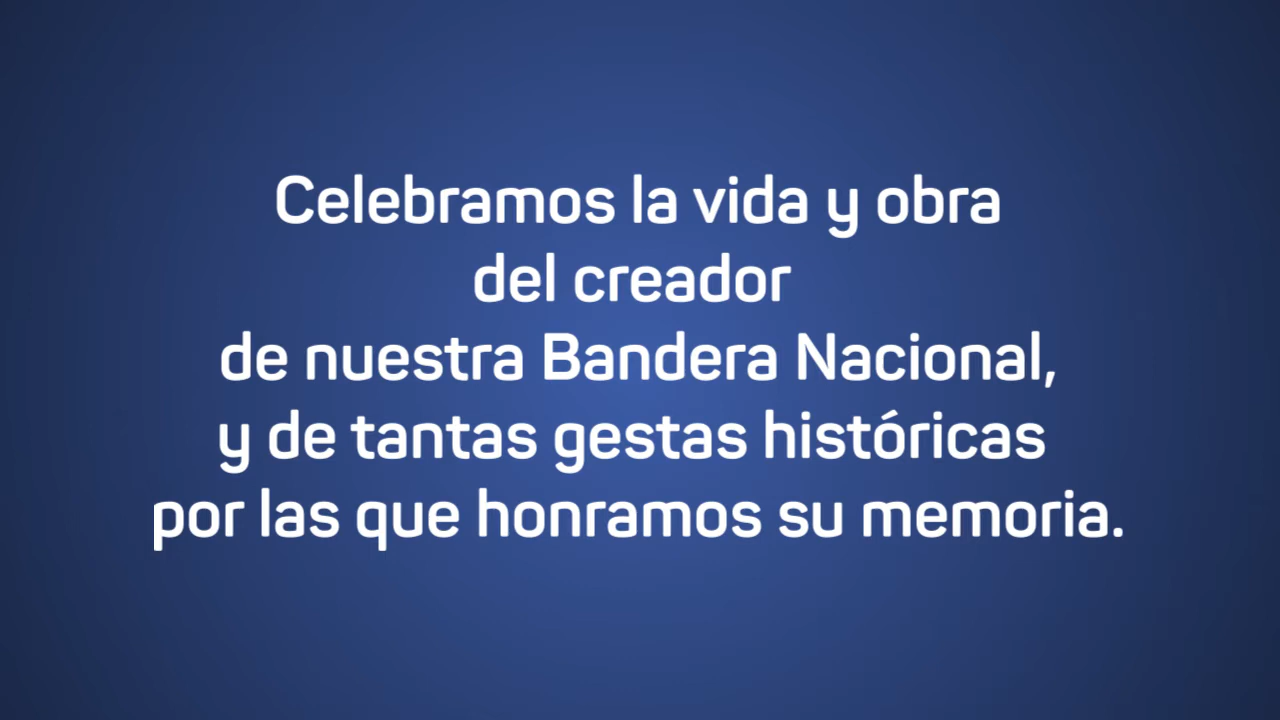 Celebramos la vida y obra
del creador
de nuestra Bandera Nacional,
y de tantas gestas históricas
por las que honramos su memoria.